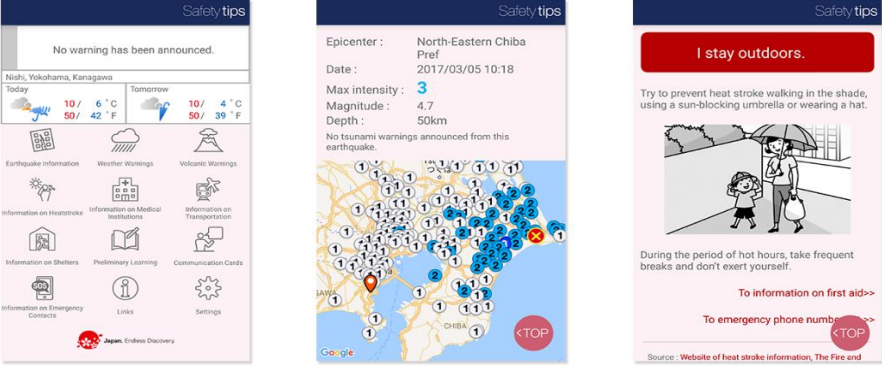 Safety tips
No warning has been announced.
Nishi, Yokohama, Kanagawa
Today
Tomorrow
10 / 6 °C
50 / 42 °F
10 / 4 °C
50 / 39 °F
Earthquake Information
Weather Warnings
Volcanic Warnings
Information on Heatstroke
Information on Medical
Institutions
Information on
Transportation
Information on Shelters
Preliminary Learning
Communication Cards
SOS
Information on Emergency
Contacts
Links
Settings
Japan. Endless Discovery.
Safety tips
Epicenter : North-Eastern Chiba
Pref
Date : 2017/03/05 10:18
Max intensity : 3
Magnitude : 4.7
Depth : 50km
No tsunami warnings announced from this
earthquake.
CHIBA
Google
<TOP
Safety tips
I stay outdoors.
Try to prevent heat stroke walking in the shade,
using a sun-blocking umbrella or wearing a hat.
During the period of hot hours, take frequent
breaks and don't exert yourself.
To information on first aid>>
To emergency phone numbe >>
<TOP
Source : Website of heat stroke information, The Fire and